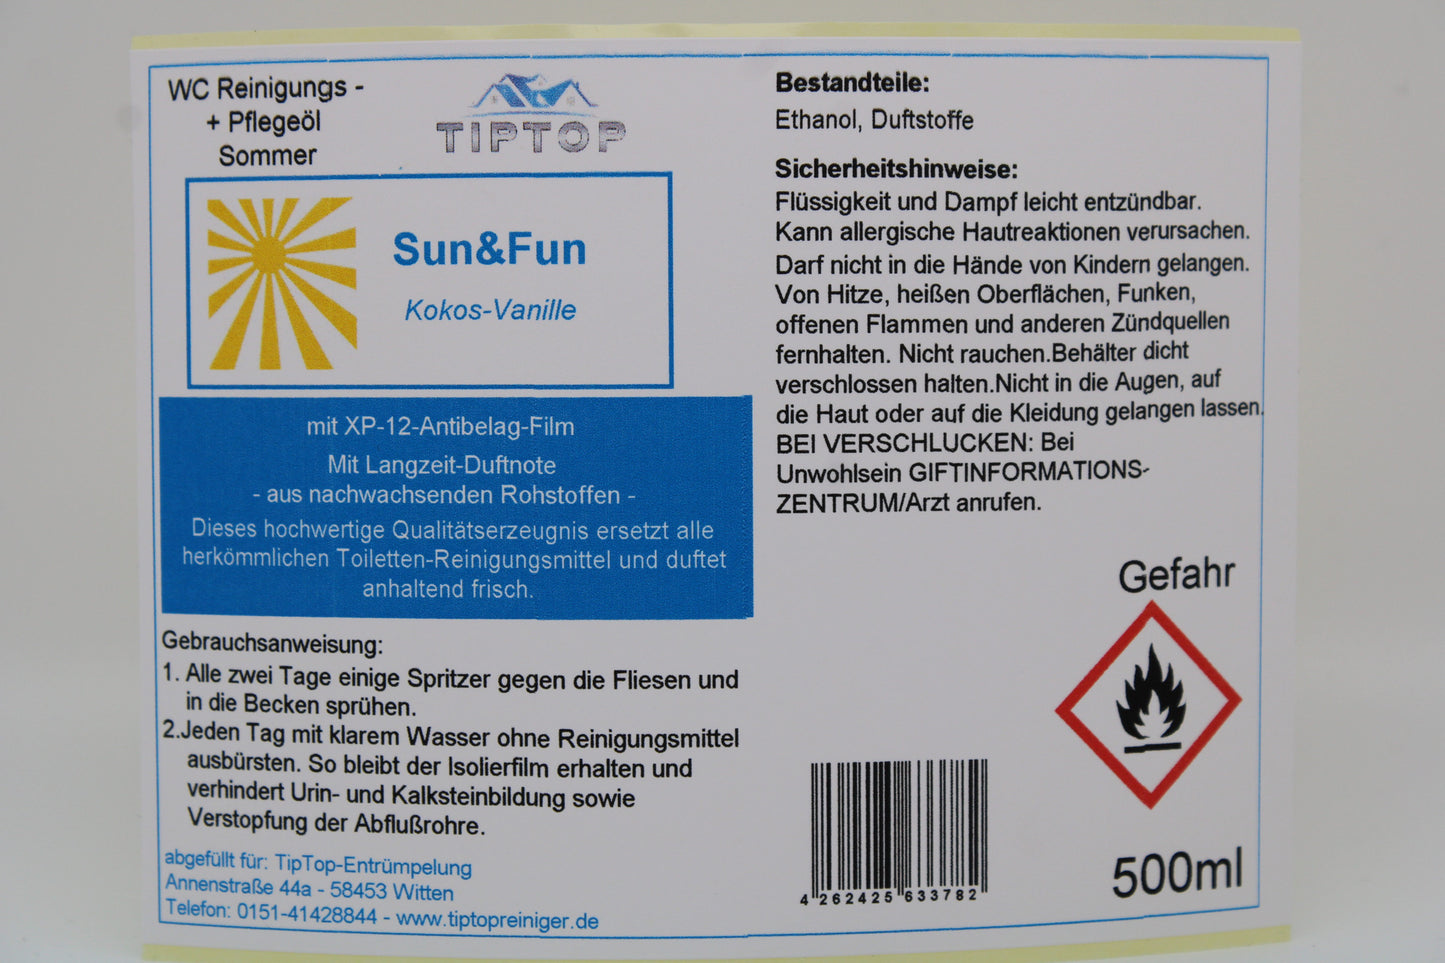 WC Reinigungs -
+ Pflegeöl
Sommer
TIPTOP
Sun&Fun
Kokos-Vanille
mit XP-12-Antibelag-Film
Mit Langzeit-Duftnote
- aus nachwachsenden Rohstoffen -
Dieses hochwertige Qualitätserzeugnis ersetzt alle
herkömmlichen Toiletten-Reinigungsmittel und duftet
anhaltend frisch.
Gebrauchsanweisung:
1. Alle zwei Tage einige Spritzer gegen die Fliesen und
in die Becken sprühen.
2.Jeden Tag mit klarem Wasser ohne Reinigungsmittel
ausbürsten. So bleibt der Isolierfilm erhalten und
verhindert Urin- und Kalksteinbildung sowie
Verstopfung der Abflußrohre.
abgefüllt für: TipTop-Entrümpelung
Annenstraße 44a - 58453 Witten
Telefon: 0151-41428844 - www.tiptopreiniger.de
Bestandteile:
Ethanol, Duftstoffe
Sicherheitshinweise:
Flüssigkeit und Dampf leicht entzündbar.
Kann allergische Hautreaktionen verursachen.
Darf nicht in die Hände von Kindern gelangen.
Von Hitze, heißen Oberflächen, Funken,
offenen Flammen und anderen Zündquellen
fernhalten. Nicht rauchen.Behälter dicht
verschlossen halten.Nicht in die Augen, auf
die Haut oder auf die Kleidung gelangen lassen.
BEI VERSCHLUCKEN: Bei
Unwohlsein GIFTINFORMATIONS-
ZENTRUM/Arzt anrufen.
Gefahr
4 262425 633782
500ml